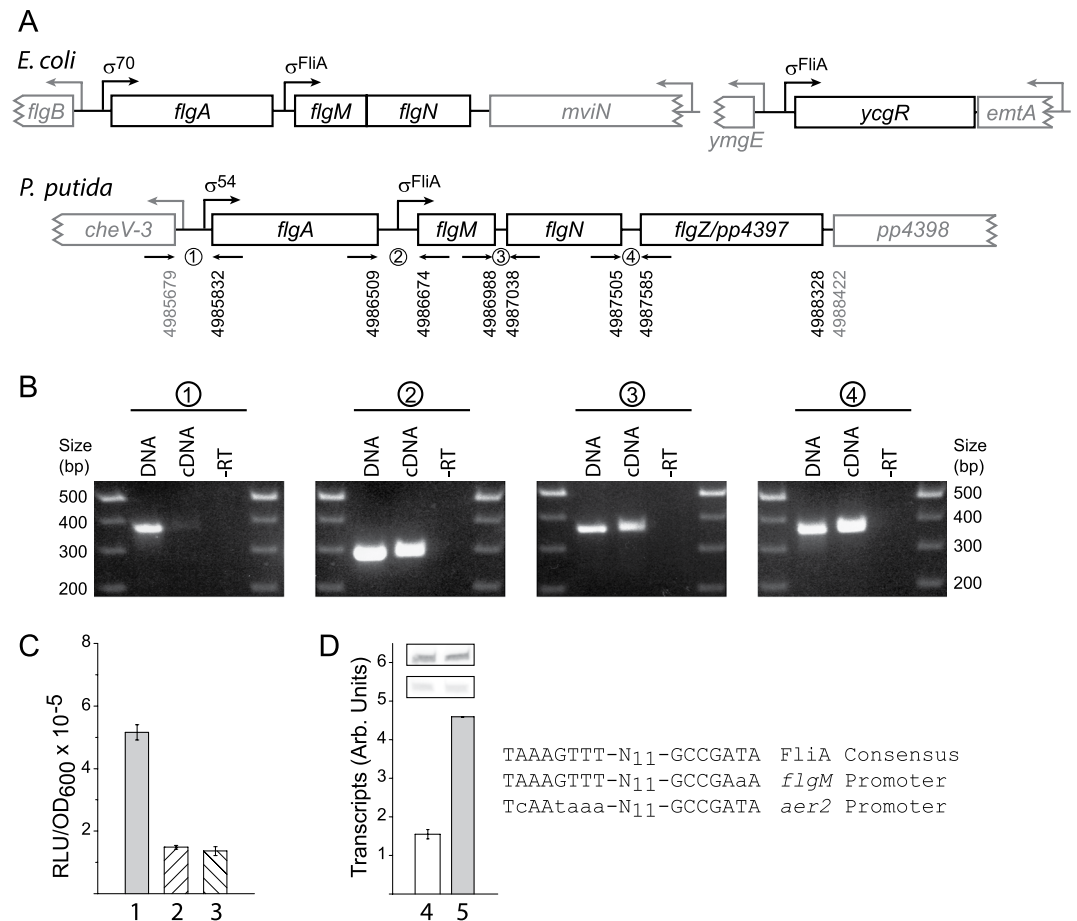 A
E. coli
σ70
σFliA
σFliA
flgB
flgA
flgM
flgN
mviN
ymgE
ycgR
emtA
P. putida
σ54
σFliA
cheV-3
flgA
flgM
flgN
flgZ/pp4397
pp4398
1
2
3
4
4985679
4985832
4986509
4986674
4986988
4987038
4987505
4987585
4988328
4988422
B
1
2
3
4
Size (bp)
DNA
cDNA
-RT
DNA
cDNA
-RT
DNA
cDNA
-RT
DNA
cDNA
-RT
Size (bp)
500
400
300
200
500
400
300
200
C
RLU/OD600 x 10-5
8
6
4
2
1 2 3
D
Transcripts (Arb. Units)
6
5
4
3
2
1
4 5
TAAAGTTT-N11-GCCGATA FliA Consensus
TAAAGTTT-N11-GCCGAaA flgM Promoter
TcAAtaaa-N11-GCCGATA aer2 Promoter